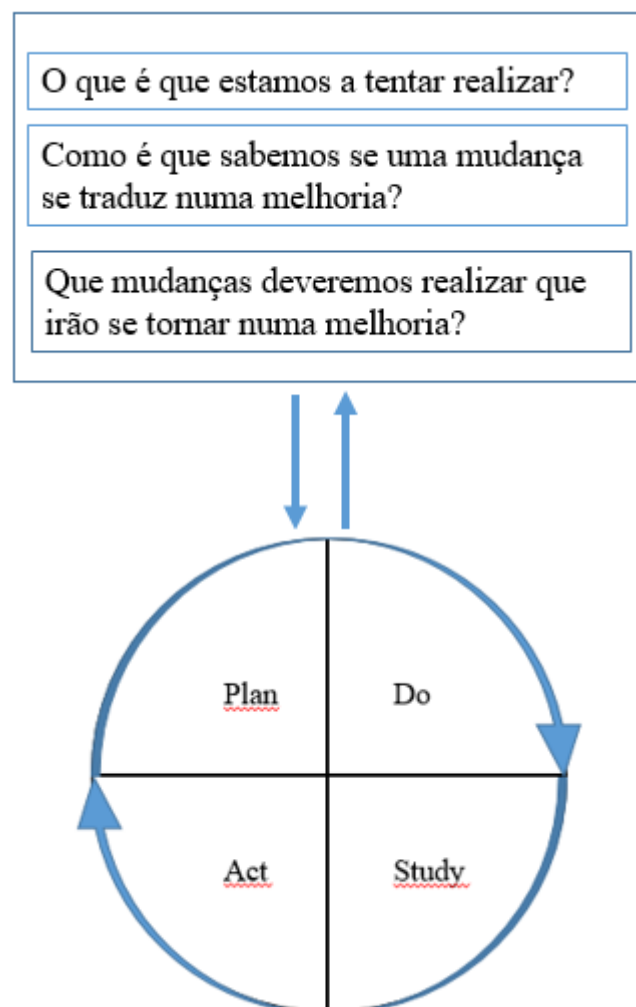 O que é que estamos a tentar realizar?
Como é que sabemos se uma mudança
se traduz numa melhoria?
Que mudanças deveremos realizar que
irão se tornar numa melhoria?
Plan
Do
Act
Study